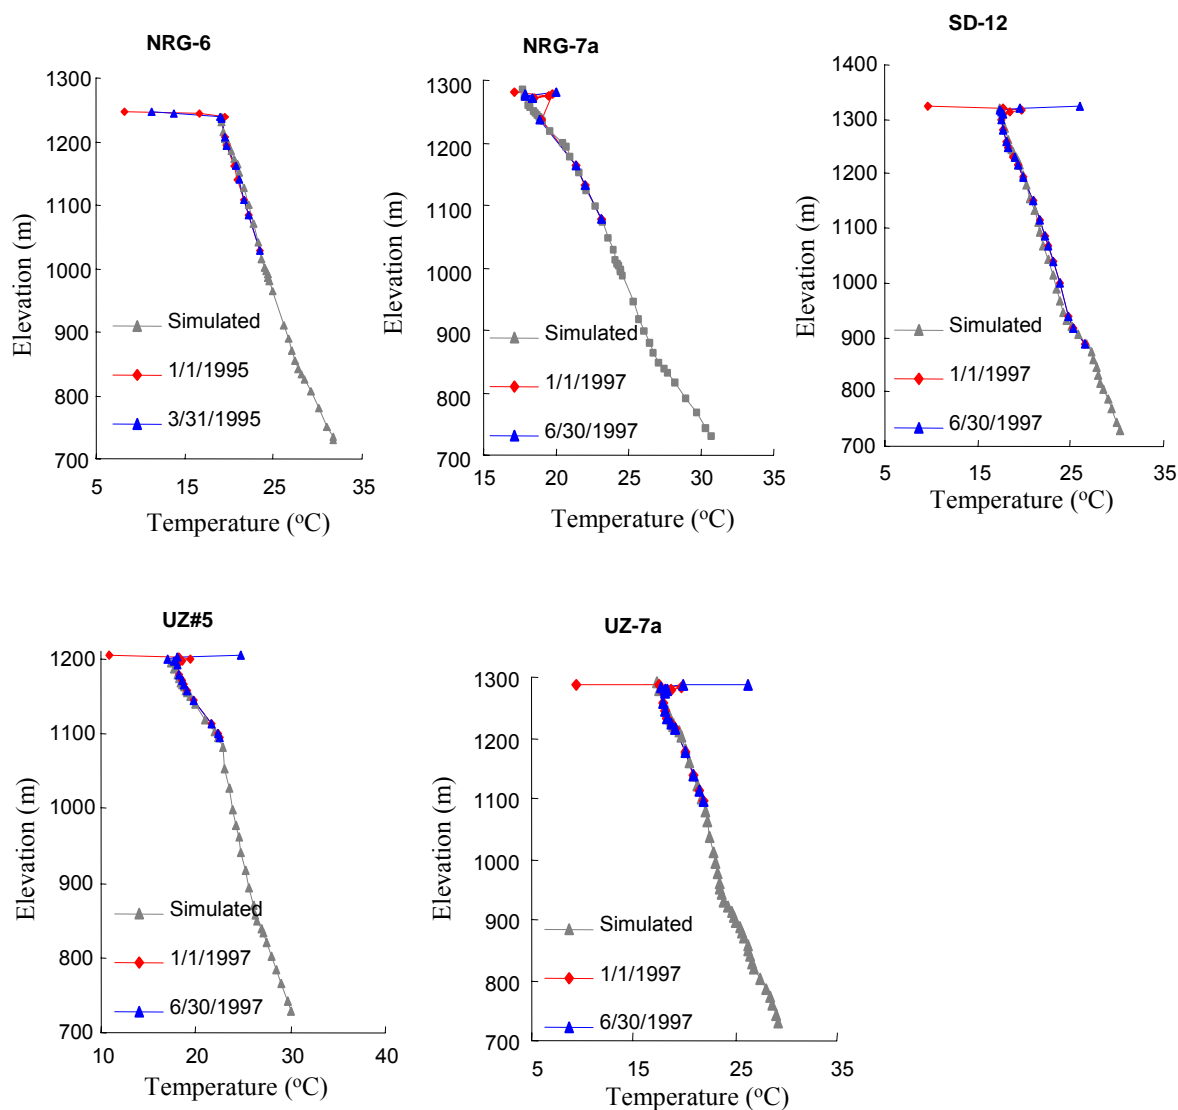 NRG-6
1300
1200
1100
1000
900
800
700
Elevation (m)
Simulated
1/1/1995
3/31/1995
5 15 25 35
Temperature (oC)
NRG-7a
1300
1200
1100
1000
900
800
700
Elevation (m)
Simulated
1/1/1997
6/30/1997
15 20 25 30 35
Temperature (oC)
SD-12
1400
1300
1200
1100
1000
900
800
700
Elevation (m)
Simulated
1/1/1997
6/30/1997
5 15 25 35
Temperature (oC)
UZ#5
1200
1100
1000
900
800
700
Elevation (m)
Simulated
1/1/1997
6/30/1997
10 20 30 40
Temperature (oC)
UZ-7a
1300
1200
1100
1000
900
800
700
Elevation (m)
Simulated
1/1/1997
6/30/1997
5 15 25 35
Temperature (oC)